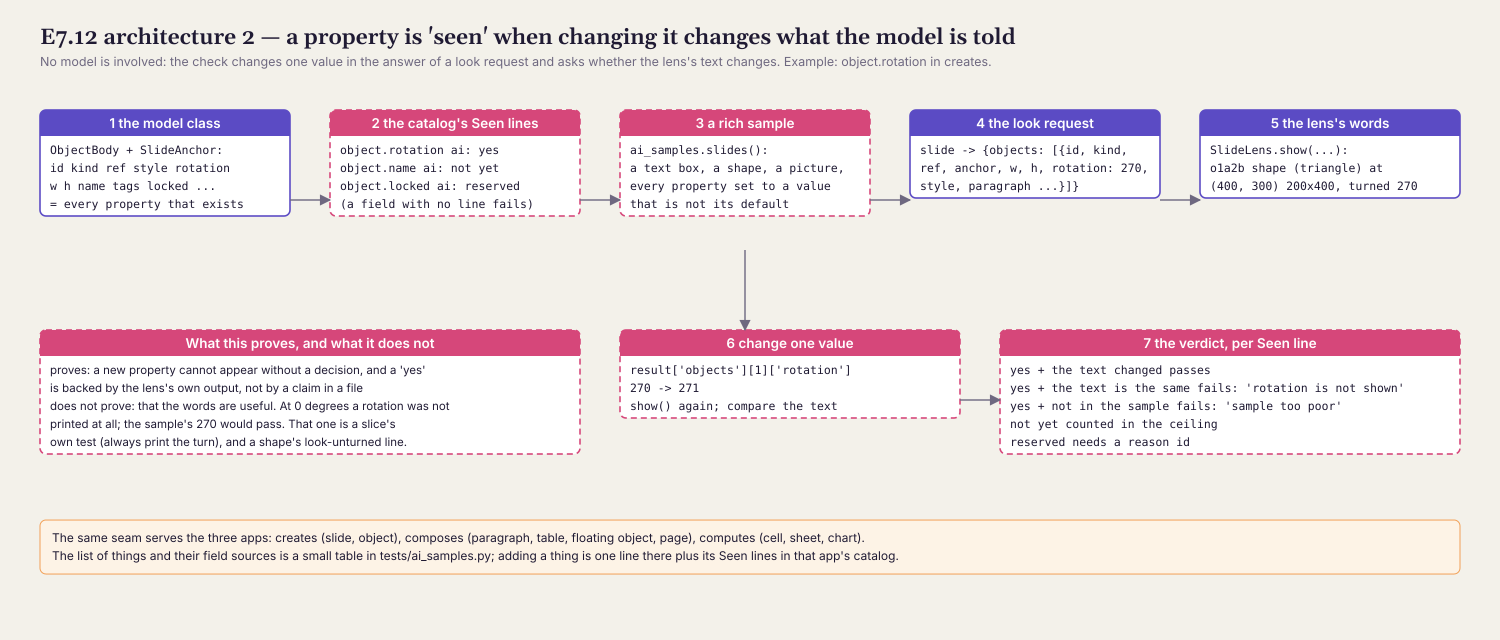 E7.12 architecture 2 — a property is 'seen' when changing it changes what the model is told
No model is involved: the check changes one value in the answer of a look request and asks whether the lens's text changes. Example: object.rotation in creates.
1 the model class
ObjectBody + SlideAnchor:
id kind ref style rotation
w h name tags locked ...
= every property that exists
2 the catalog's Seen lines
object.rotation ai: yes
object.name ai: not yet
object.locked ai: reserved
(a field with no line fails)
3 a rich sample
ai_samples.slides():
a text box, a shape, a picture,
every property set to a value
that is not its default
4 the look request
slide -> {objects: [{id, kind,
ref, anchor, w, h, rotation: 270,
style, paragraph ...}]}
5 the lens's words
SlideLens.show(...):
o1a2b shape (triangle) at
(400, 300) 200x400, turned 270
What this proves, and what it does not
proves: a new property cannot appear without a decision, and a 'yes'
is backed by the lens's own output, not by a claim in a file
does not prove: that the words are useful. At 0 degrees a rotation was not
printed at all; the sample's 270 would pass. That one is a slice's
own test (always print the turn), and a shape's look-unturned line.
6 change one value
result['objects'][1]['rotation']
270 -> 271
show() again; compare the text
7 the verdict, per Seen line
yes + the text changed passes
yes + the text is the same fails: 'rotation is not shown'
yes + not in the sample fails: 'sample too poor'
not yet counted in the ceiling
reserved needs a reason id
The same seam serves the three apps: creates (slide, object), composes (paragraph, table, floating object, page), computes (cell, sheet, chart).
The list of things and their field sources is a small table in tests/ai_samples.py; adding a thing is one line there plus its Seen lines in that app's catalog.